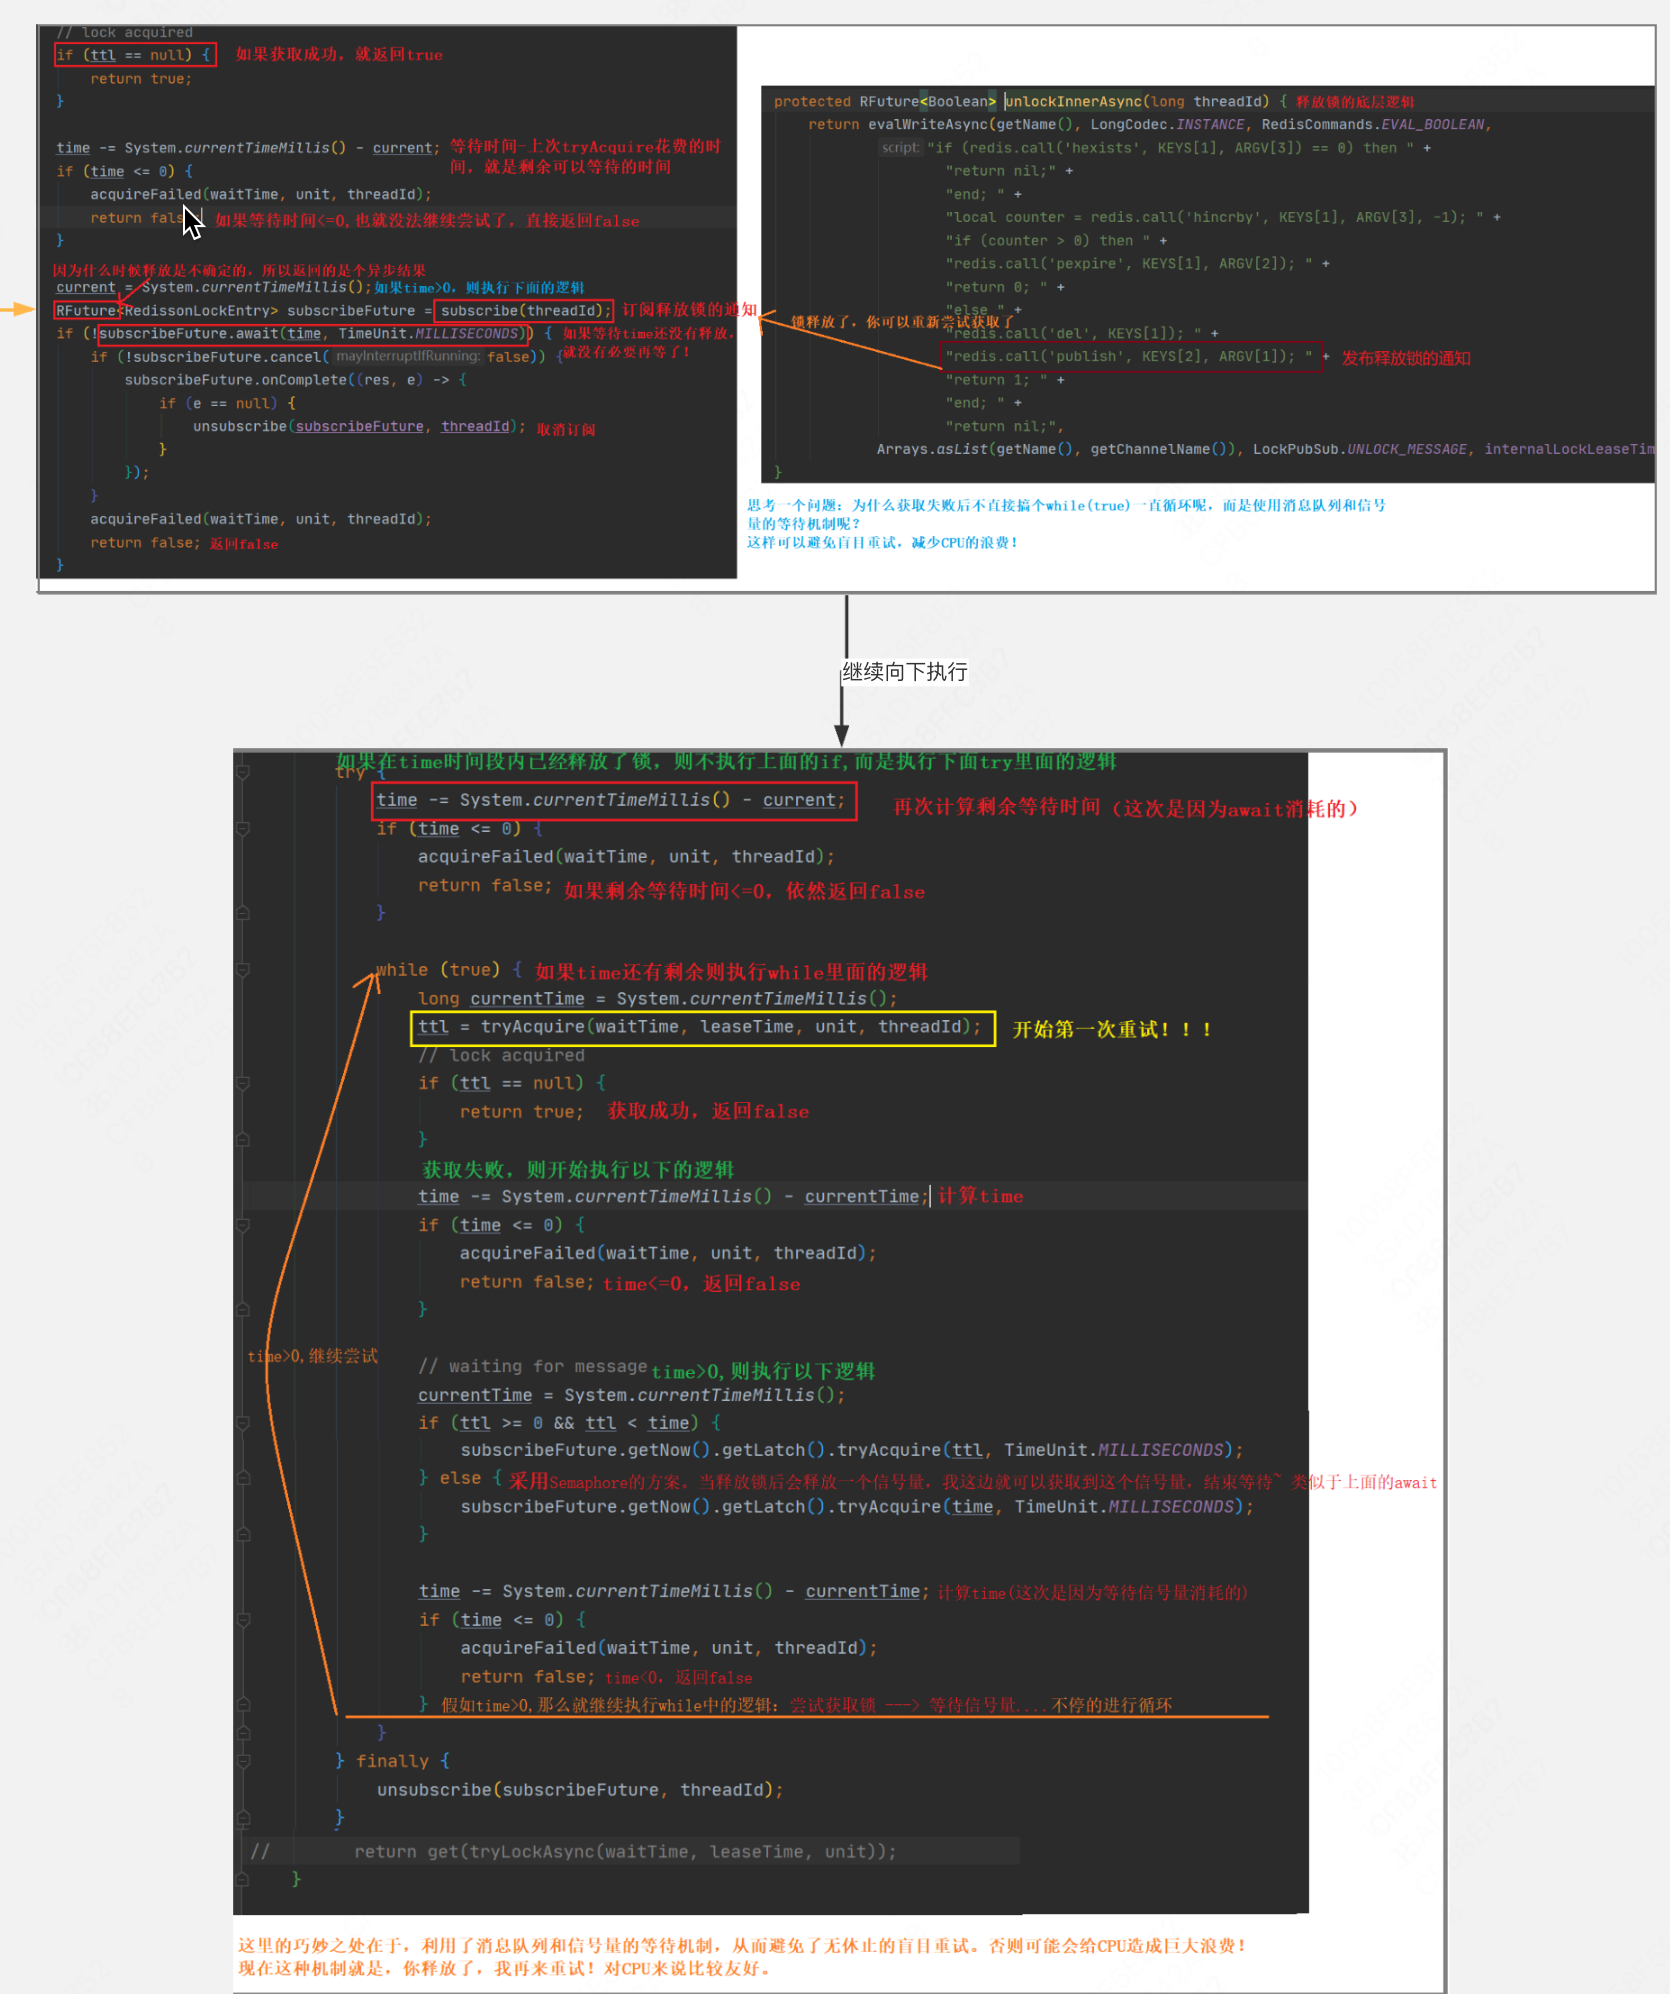 // lock acquired
if (ttl == null) { 如果获取成功，就返回true
return true;
}
time -= System.currentTimeMillis() - current; 等待时间-上次tryAcquire花费的时
间，就是剩余可以等待的时间
if (time <= 0) {
acquireFailed(waitTime, unit, threadId);
return fals 如果等待时间<=0,也就没法继续尝试了，直接返回false
}
因为什么时候释放是不确定的，所以返回的是个异步结果
current = System.currentTimeMillis(); 如果time>0，则执行下面的逻辑
RFuture<RedissonLockEntry> subscribeFuture = subscribe(threadId); 订阅释放锁的通知
if (!subscribeFuture.await(time, TimeUnit.MILLISECONDS)) { 如果等待time还没有释放，
就没有必要再等了！
if (!subscribeFuture.cancel( mayInterruptIfRunning: false)) {
subscribeFuture.onComplete((res, e) -> {
if (e == null) {
unsubscribe(subscribeFuture, threadId); 取消订阅
}
});
}
acquireFailed(waitTime, unit, threadId);
return false; 返回false
}
protected RFuture<Boolean> unlockInnerAsync(long threadId) { 释放锁的底层逻辑
return evalWriteAsync(getName(), LongCodec.INSTANCE, RedisCommands.EVAL_BOOLEAN,
script: "if (redis.call('hexists', KEYS[1], ARGV[3]) == 0) then " +
"return nil;" +
"end; " +
"local counter = redis.call('hincrby', KEYS[1], ARGV[3], -1); " +
"if (counter > 0) then " +
"redis.call('pexpire', KEYS[1], ARGV[2]); " +
"return 0; " +
"else " +
锁释放了，你可以重新尝试获取了
"redis.call('del', KEYS[1]); " +
"redis.call('publish', KEYS[2], ARGV[1]); " + 发布释放锁的通知
"return 1; " +
"end; " +
"return nil;",
Arrays.asList(getName(), getChannelName()), LockPubSub.UNLOCK_MESSAGE, internalLockLeaseTim
}
思考一个问题：为什么获取失败后不直接搞个while(true)一直循环呢，而是使用消息队列和信号
量的等待机制呢？
这样可以避免盲目重试，减少CPU的浪费！
继续向下执行
如果在time时间段内已经释放了锁，则不执行上面的if,而是执行下面try里面的逻辑
try {
time -= System.currentTimeMillis() - current; 再次计算剩余等待时间（这次是因为await消耗的）
if (time <= 0) {
acquireFailed(waitTime, unit, threadId);
return false; 如果剩余等待时间<=0，依然返回false
}
while (true) { 如果time还有剩余则执行while里面的逻辑
long currentTime = System.currentTimeMillis();
ttl = tryAcquire(waitTime, leaseTime, unit, threadId); 开始第一次重试！！！
// lock acquired
if (ttl == null) {
return true; 获取成功，返回false
}
获取失败，则开始执行以下的逻辑
time -= System.currentTimeMillis() - currentTime; 计算time
if (time <= 0) {
acquireFailed(waitTime, unit, threadId);
return false; time<=0，返回false
}
time>0,继续尝试
// waiting for message time>0,则执行以下逻辑
currentTime = System.currentTimeMillis();
if (ttl >= 0 && ttl < time) {
subscribeFuture.getNow().getLatch().tryAcquire(ttl, TimeUnit.MILLISECONDS);
} else { 采用Semaphore的方案。当释放锁后会释放一个信号量，我这边就可以获取到这个信号量，结束等待~ 类似于上面的await
subscribeFuture.getNow().getLatch().tryAcquire(time, TimeUnit.MILLISECONDS);
}
time -= System.currentTimeMillis() - currentTime; 计算time(这次是因为等待信号量消耗的)
if (time <= 0) {
acquireFailed(waitTime, unit, threadId);
return false; time<0，返回false
} 假如time>0,那么就继续执行while中的逻辑：尝试获取锁 ---> 等待信号量....不停的进行循环
}
} finally {
unsubscribe(subscribeFuture, threadId);
}
// return get(tryLockAsync(waitTime, leaseTime, unit));
}
这里的巧妙之处在于，利用了消息队列和信号量的等待机制，从而避免了无休止的盲目重试。否则可能会给CPU造成巨大浪费！
现在这种机制就是，你释放了，我再来重试！对CPU来说比较友好。